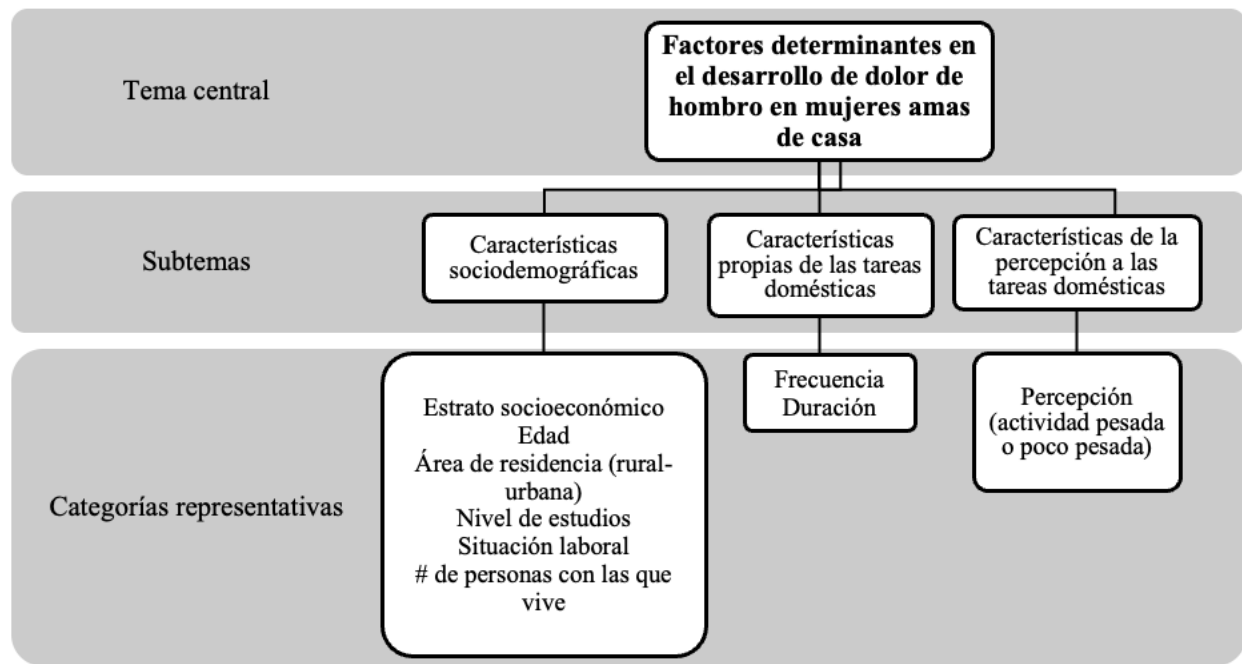 Tema central
Factores determinantes en
el desarrollo de dolor de
hombro en mujeres amas
de casa
Subtemas
Características
sociodemográficas
Características
propias de las tareas
domésticas
Características de la
percepción a las
tareas domésticas
Categorías representativas
Estrato socioeconómico
Edad
Área de residencia (rural-
urbana)
Nivel de estudios
Situación laboral
# de personas con las que
vive
Frecuencia
Duración
Percepción
(actividad pesada
o poco pesada)